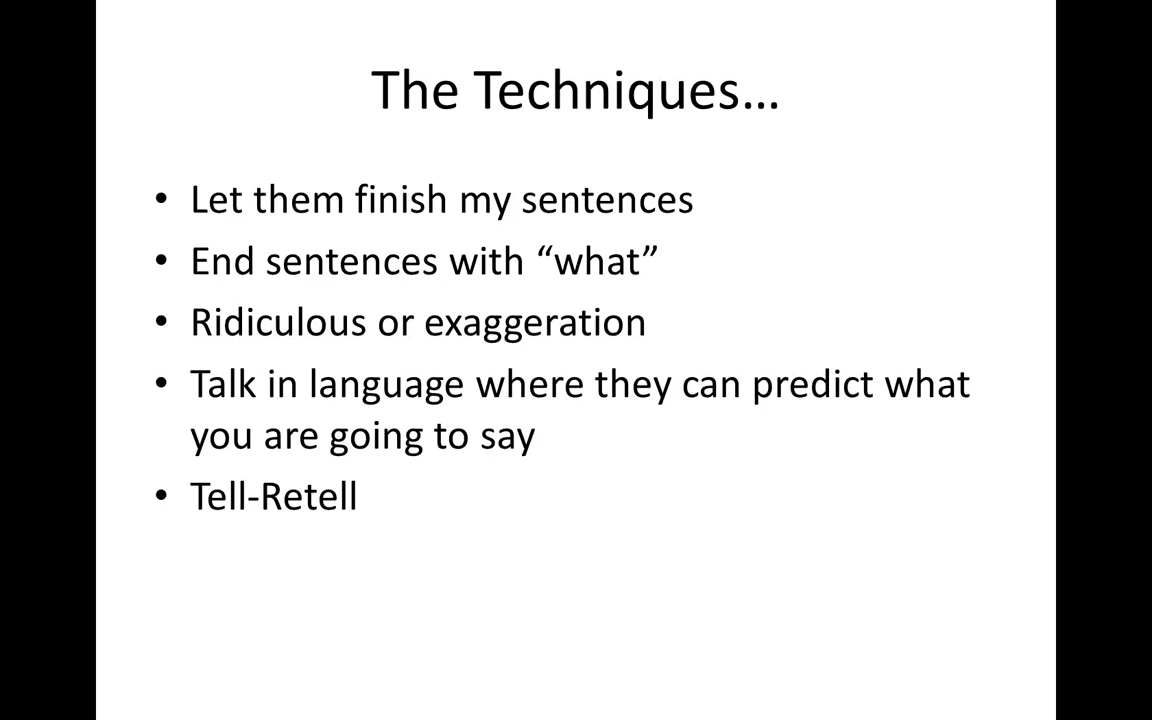 The Techniques…
• Let them finish my sentences
• End sentences with “what”
• Ridiculous or exaggeration
• Talk in language where they can predict what
you are going to say
• Tell-Retell